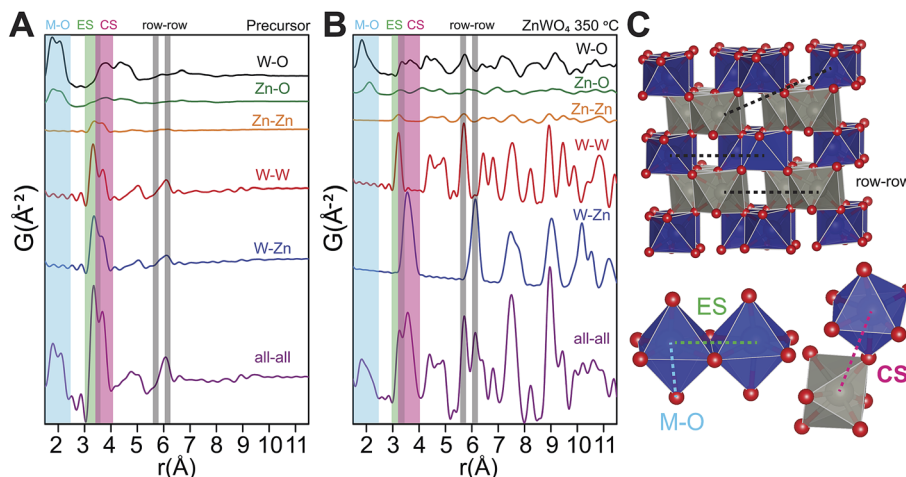 A
M-O ES CS row-row Precursor
W-O
Zn-O
Zn-Zn
W-W
W-Zn
all-all
G(Å⁻²)
2 3 4 5 6 7 8 9 10 11
r(Å)
B
M-O ES CS row-row ZnWO₄ 350 °C
W-O
Zn-O
Zn-Zn
W-W
W-Zn
all-all
G(Å⁻²)
2 3 4 5 6 7 8 9 10 11
r(Å)
C
row-row
ES
M-O
CS